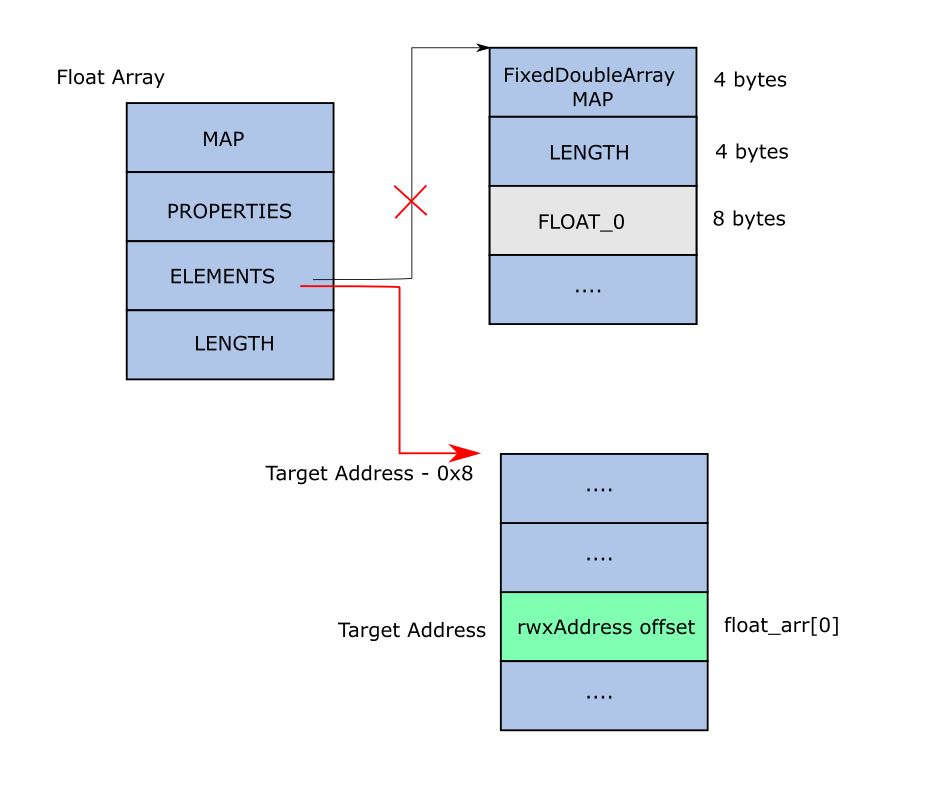 Float Array
MAP
PROPERTIES
ELEMENTS
LENGTH
FixedDoubleArray
MAP
4 bytes
LENGTH
4 bytes
FLOAT_0
8 bytes
....
Target Address - 0x8
....
....
Target Address
rwxAddress offset
float_arr[0]
....